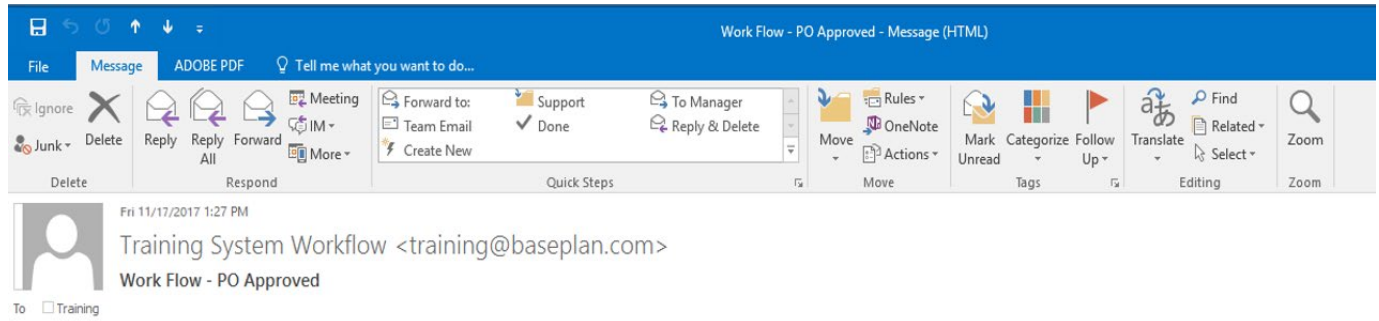 Work Flow - PO Approved - Message (HTML)
File Message ADOBE PDF Tell me what you want to do...
Ignore
Junk
Delete
Delete
Reply
Reply All
Forward
Meeting
IM
More
Respond
Forward to:
Team Email
Create New
Support
Done
To Manager
Reply & Delete
Quick Steps
Move
Rules
OneNote
Actions
Move
Mark Unread
Categorize
Follow Up
Tags
Translate
Find
Related
Select
Editing
Zoom
Zoom
Fri 11/17/2017 1:27 PM
Training System Workflow <training@baseplan.com>
Work Flow - PO Approved
To Training